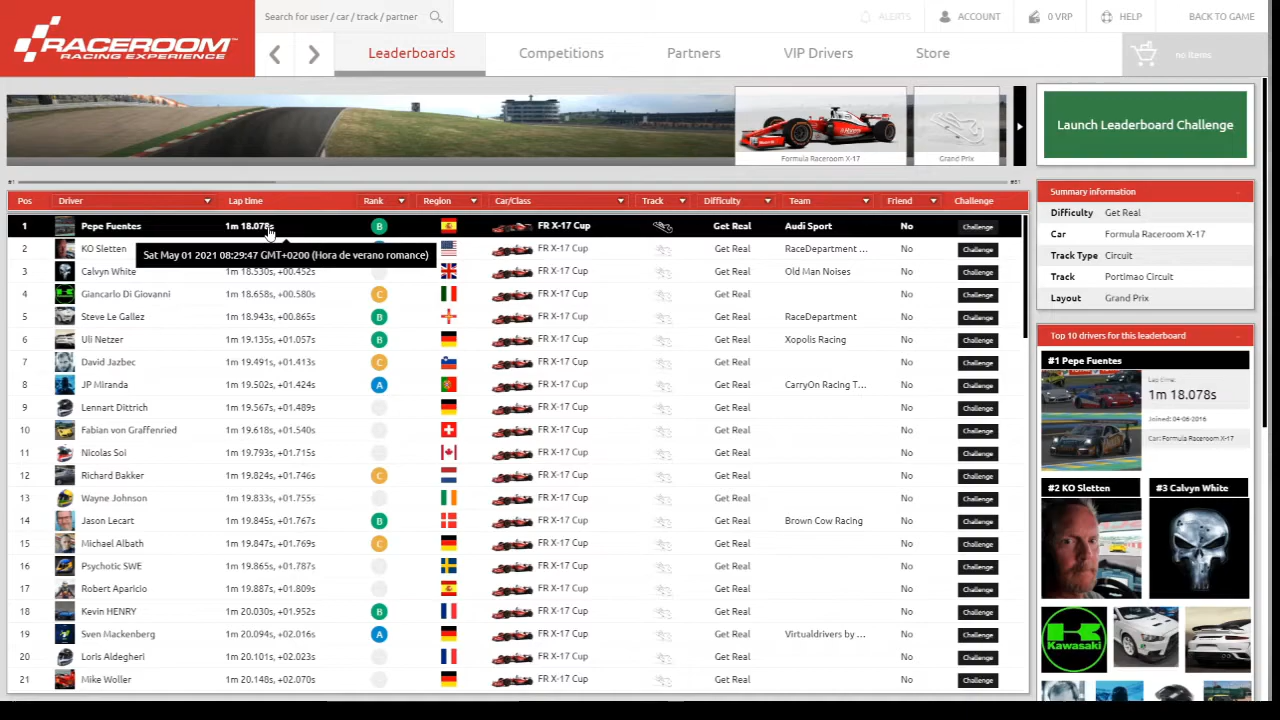 RACEROOM
RACING EXPERIENCE
Search for user / car / track / partner
ALERTS
ACCOUNT
0 VRP
HELP
BACK TO GAME
Leaderboards
Competitions
Partners
VIP Drivers
Store
no items
Formula Raceroom X-17
Grand Prix
Launch Leaderboard Challenge
#1
Pos Driver Lap time Rank Region Car/Class Track Difficulty Team Friend Challenge
1 Pepe Fuentes 1m 18.078s B FR X-17 Cup Get Real Audi Sport No Challenge
2 KO Sletten FR X-17 Cup Get Real RaceDepartment ... No Challenge
Sat May 01 2021 08:29:47 GMT+0200 (Hora de verano romance)
3 Calvyn White 1m 18.530s, +00.452s FR X-17 Cup Get Real Old Man Noises No Challenge
4 Giancarlo Di Giovanni 1m 18.658s, +00.580s C FR X-17 Cup Get Real No Challenge
5 Steve Le Gallez 1m 18.943s, +00.865s B FR X-17 Cup Get Real RaceDepartment No Challenge
6 Uli Netzer 1m 19.135s, +01.057s B FR X-17 Cup Get Real Xopolis Racing No Challenge
7 David Jazbec 1m 19.491s, +01.413s C FR X-17 Cup Get Real No Challenge
8 JP Miranda 1m 19.502s, +01.424s A FR X-17 Cup Get Real CarryOn Racing T... No Challenge
9 Lennart Dittrich 1m 19.567s, +01.489s FR X-17 Cup Get Real No Challenge
10 Fabian von Graffenried 1m 19.618s, +01.540s FR X-17 Cup Get Real No Challenge
11 Nicolas Sol 1m 19.793s, +01.715s FR X-17 Cup Get Real No Challenge
12 Richard Bakker 1m 19.824s, +01.746s C FR X-17 Cup Get Real No Challenge
13 Wayne Johnson 1m 19.833s, +01.755s FR X-17 Cup Get Real No Challenge
14 Jason Lecart 1m 19.845s, +01.767s B FR X-17 Cup Get Real Brown Cow Racing No Challenge
15 Michael Albath 1m 19.847s, +01.769s C FR X-17 Cup Get Real No Challenge
16 Psychotic SWE 1m 19.865s, +01.787s FR X-17 Cup Get Real No Challenge
17 Robert Aparicio 1m 19.887s, +01.809s FR X-17 Cup Get Real No Challenge
18 Kevin HENRY 1m 20.030s, +01.952s B FR X-17 Cup Get Real No Challenge
19 Sven Mackenberg 1m 20.094s, +02.016s A FR X-17 Cup Get Real Virtualdrivers by ... No Challenge
20 Loris Aldegheri 1m 20.101s, +02.023s FR X-17 Cup Get Real No Challenge
21 Mike Woller 1m 20.148s, +02.070s FR X-17 Cup Get Real No Challenge
Summary information
Difficulty Get Real
Car Formula Raceroom X-17
Track Type Circuit
Track Portimao Circuit
Layout Grand Prix
Top 10 drivers for this leaderboard
#1 Pepe Fuentes
Lap time:
1m 18.078s
Joined: 04-06-2016
Car: Formula Raceroom X-17
#2 KO Sletten
#3 Calvyn White
Kawasaki